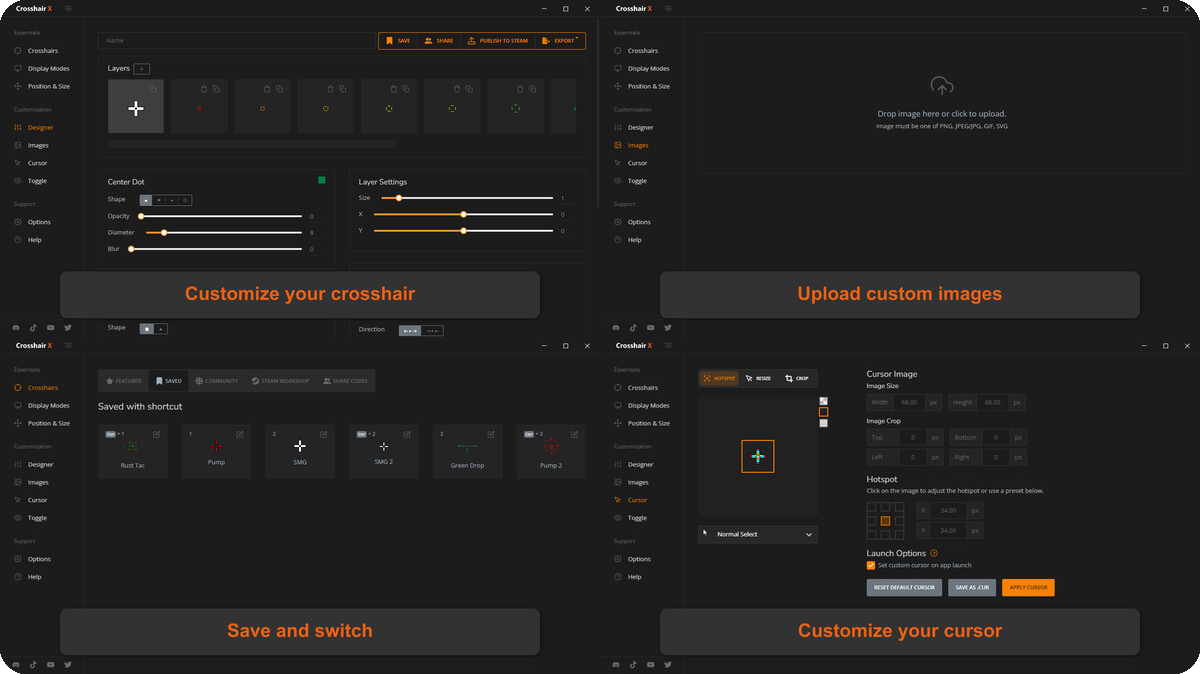 Crosshair X
Essentials
Crosshairs
Display Modes
Position & Size
Customization
Designer
Images
Cursor
Toggle
Support
Options
Help
Name
SAVE
SHARE
PUBLISH TO STEAM
EXPORT
Layers +
Center Dot
Shape
Opacity 0
Diameter 8
Blur 0
Layer Settings
Size 1
X 0
Y 0
Shape
Direction
Customize your crosshair
Crosshair X
Essentials
Crosshairs
Display Modes
Position & Size
Customization
Designer
Images
Cursor
Toggle
Support
Options
Help
Drop image here or click to upload.
Image must be one of PNG, JPEG/JPG, GIF, SVG
Upload custom images
Crosshair X
Essentials
Crosshairs
Display Modes
Position & Size
Customization
Designer
Images
Cursor
Toggle
Support
Options
Help
FEATURED
SAVED
COMMUNITY
STEAM WORKSHOP
SHARE CODES
Saved with shortcut
Ctrl + 1
Rust Tac
1
Pump
2
SMG
Ctrl + 2
SMG 2
3
Green Drop
Ctrl + 3
Pump 2
Save and switch
Crosshair X
Essentials
Crosshairs
Display Modes
Position & Size
Customization
Designer
Images
Cursor
Toggle
Support
Options
Help
HOTSPOT
RESIZE
CROP
Normal Select
Cursor Image
Image Size
Width 68.00 px Height 68.00 px
Image Crop
Top 0 px Bottom 0 px
Left 0 px Right 0 px
Hotspot
Click on the image to adjust the hotspot or use a preset below.
X 34.00 px
Y 34.00 px
Launch Options
Set custom cursor on app launch
RESET DEFAULT CURSOR
SAVE AS .CUR
APPLY CURSOR
Customize your cursor